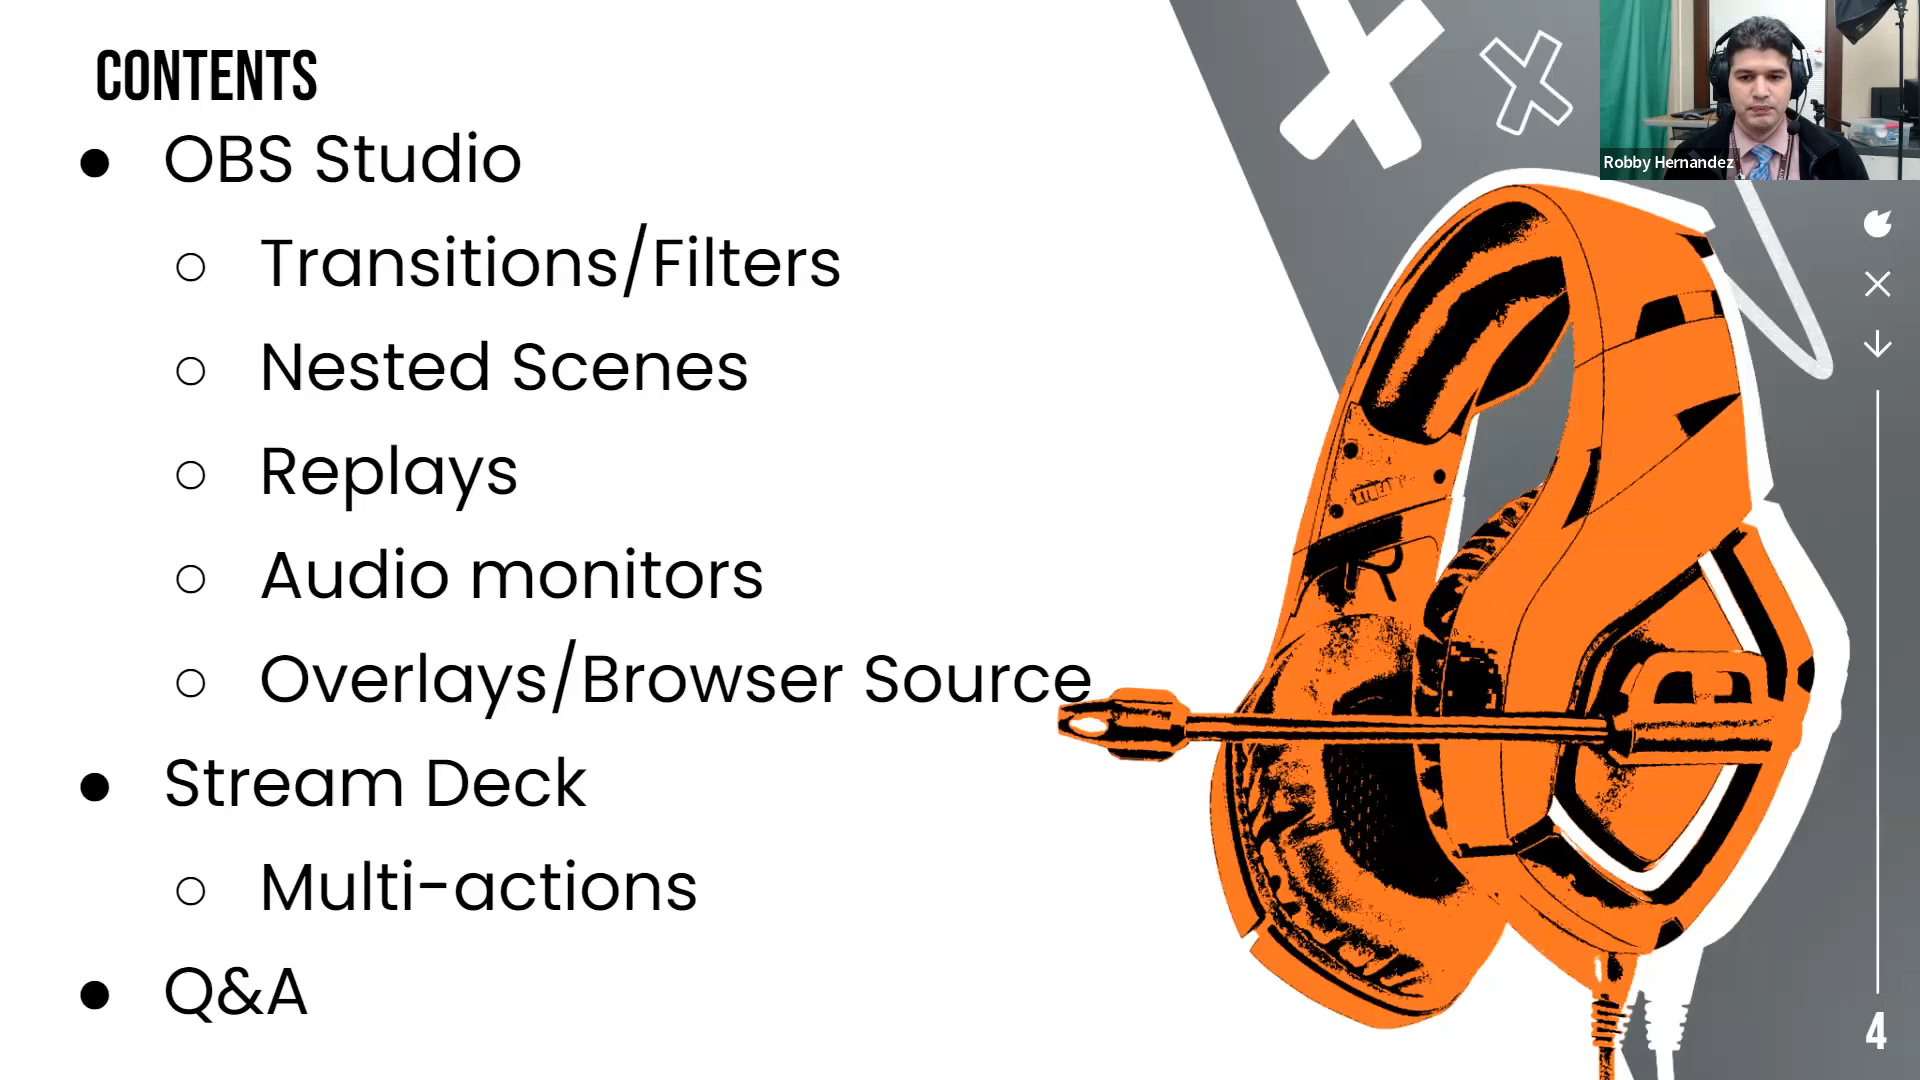 CONTENTS
● OBS Studio
○ Transitions/Filters
○ Nested Scenes
○ Replays
○ Audio monitors
○ Overlays/Browser Source
● Stream Deck
○ Multi-actions
● Q&A
Robby Hernandez
4